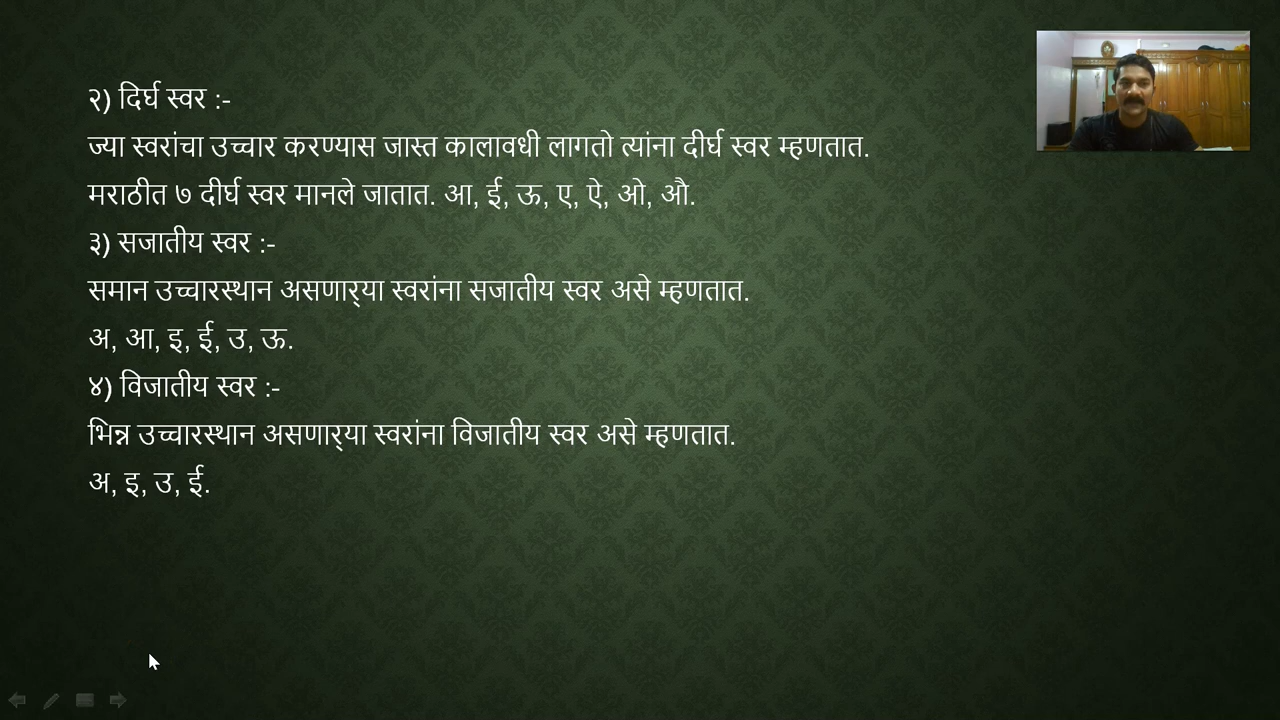 २) दिर्घ स्वर :-
ज्या स्वरांचा उच्चार करण्यास जास्त कालावधी लागतो त्यांना दीर्घ स्वर म्हणतात.
मराठीत ७ दीर्घ स्वर मानले जातात. आ, ई, ऊ, ए, ऐ, ओ, औ.
३) सजातीय स्वर :-
समान उच्चारस्थान असणार्‍या स्वरांना सजातीय स्वर असे म्हणतात.
अ, आ, इ, ई, उ, ऊ.
४) विजातीय स्वर :-
भिन्न उच्चारस्थान असणार्‍या स्वरांना विजातीय स्वर असे म्हणतात.
अ, इ, उ, ई.